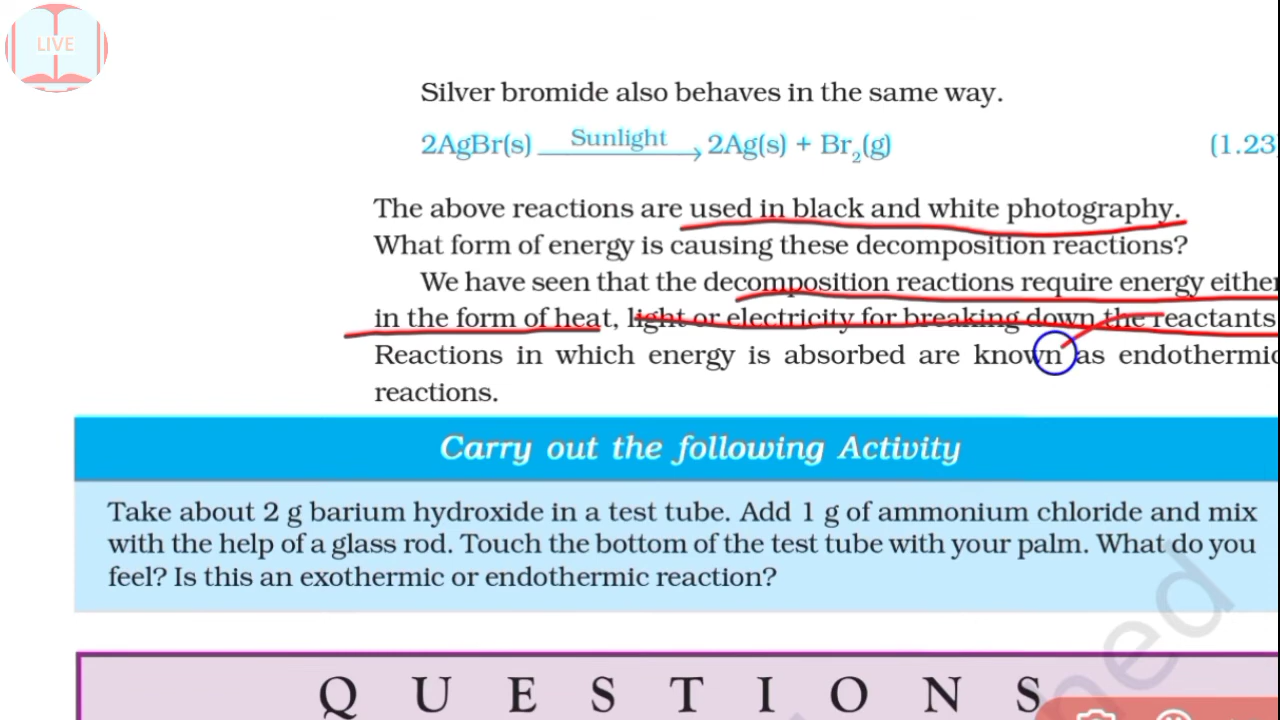 LIVE
Silver bromide also behaves in the same way.
2AgBr(s) Sunlight→ 2Ag(s) + Br₂(g) (1.23
The above reactions are used in black and white photography.
What form of energy is causing these decomposition reactions?
We have seen that the decomposition reactions require energy either
in the form of heat, light or electricity for breaking down the reactants
Reactions in which energy is absorbed are known as endothermic
reactions.
Carry out the following Activity
Take about 2 g barium hydroxide in a test tube. Add 1 g of ammonium chloride and mix
with the help of a glass rod. Touch the bottom of the test tube with your palm. What do you
feel? Is this an exothermic or endothermic reaction?
QUESTIONS